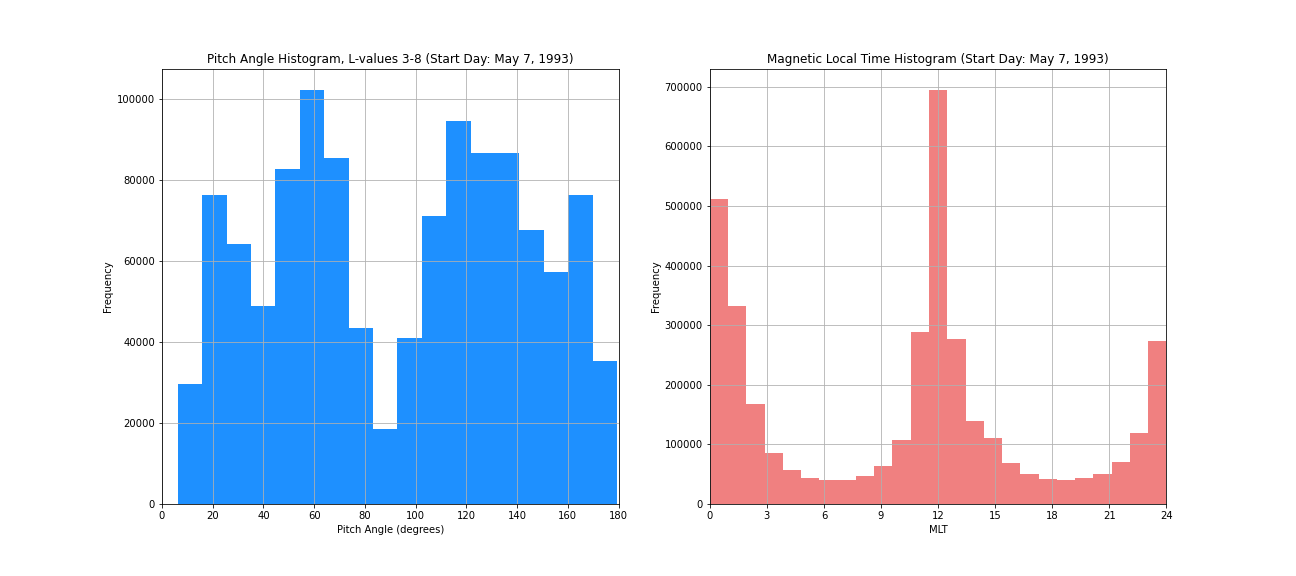 Pitch Angle Histogram, L-values 3-8 (Start Day: May 7, 1993)
100000
80000
60000
40000
20000
0
Frequency
0 20 40 60 80 100 120 140 160 180
Pitch Angle (degrees)
Magnetic Local Time Histogram (Start Day: May 7, 1993)
700000
600000
500000
400000
300000
200000
100000
0
Frequency
0 3 6 9 12 15 18 21 24
MLT